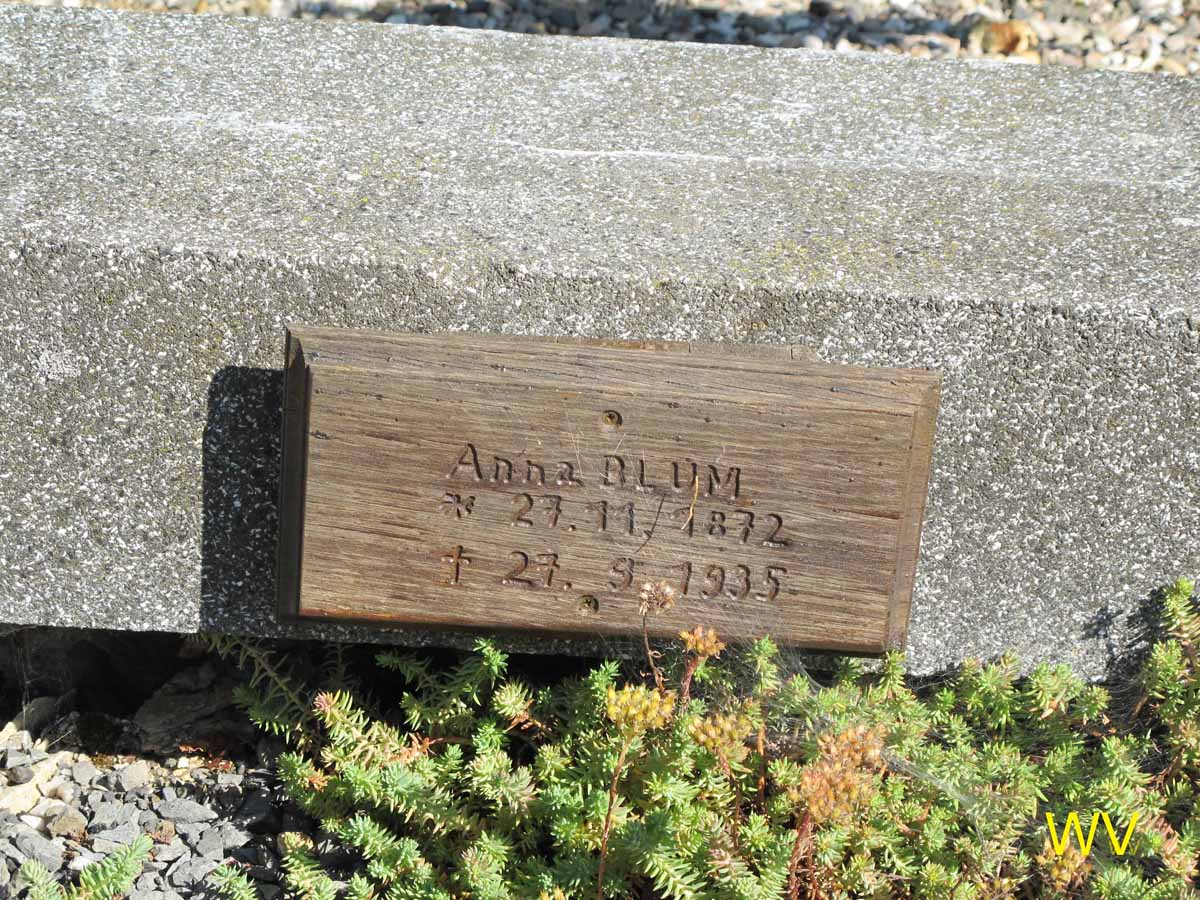 Anna BLUM
* 27. 11. 1872
† 27. 9. 1935
WV